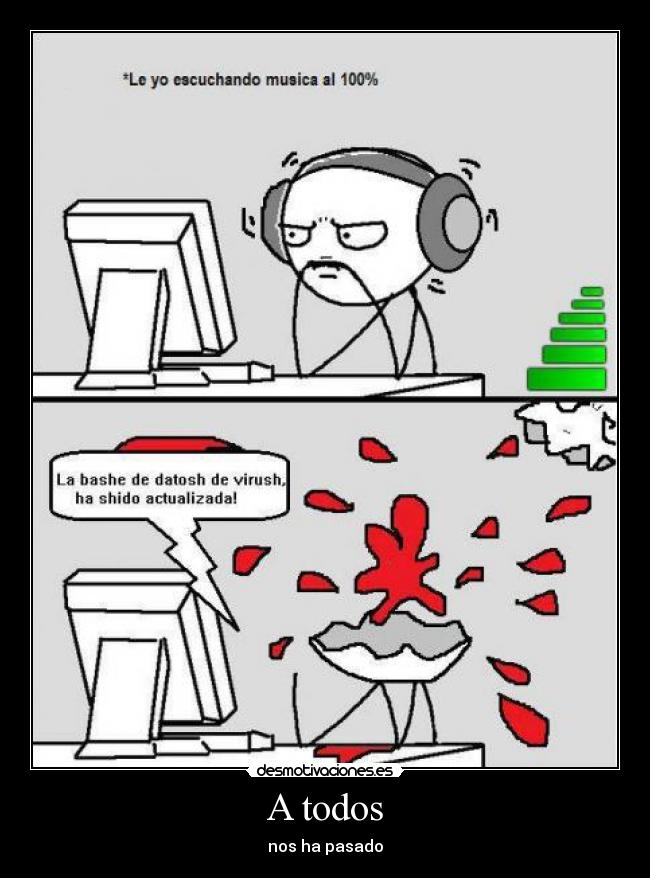 *Le yo escuchando musica al 100%
La bashe de datosh de virush,
ha shido actualizada!
desmotivaciones.es
A todos
nos ha pasado